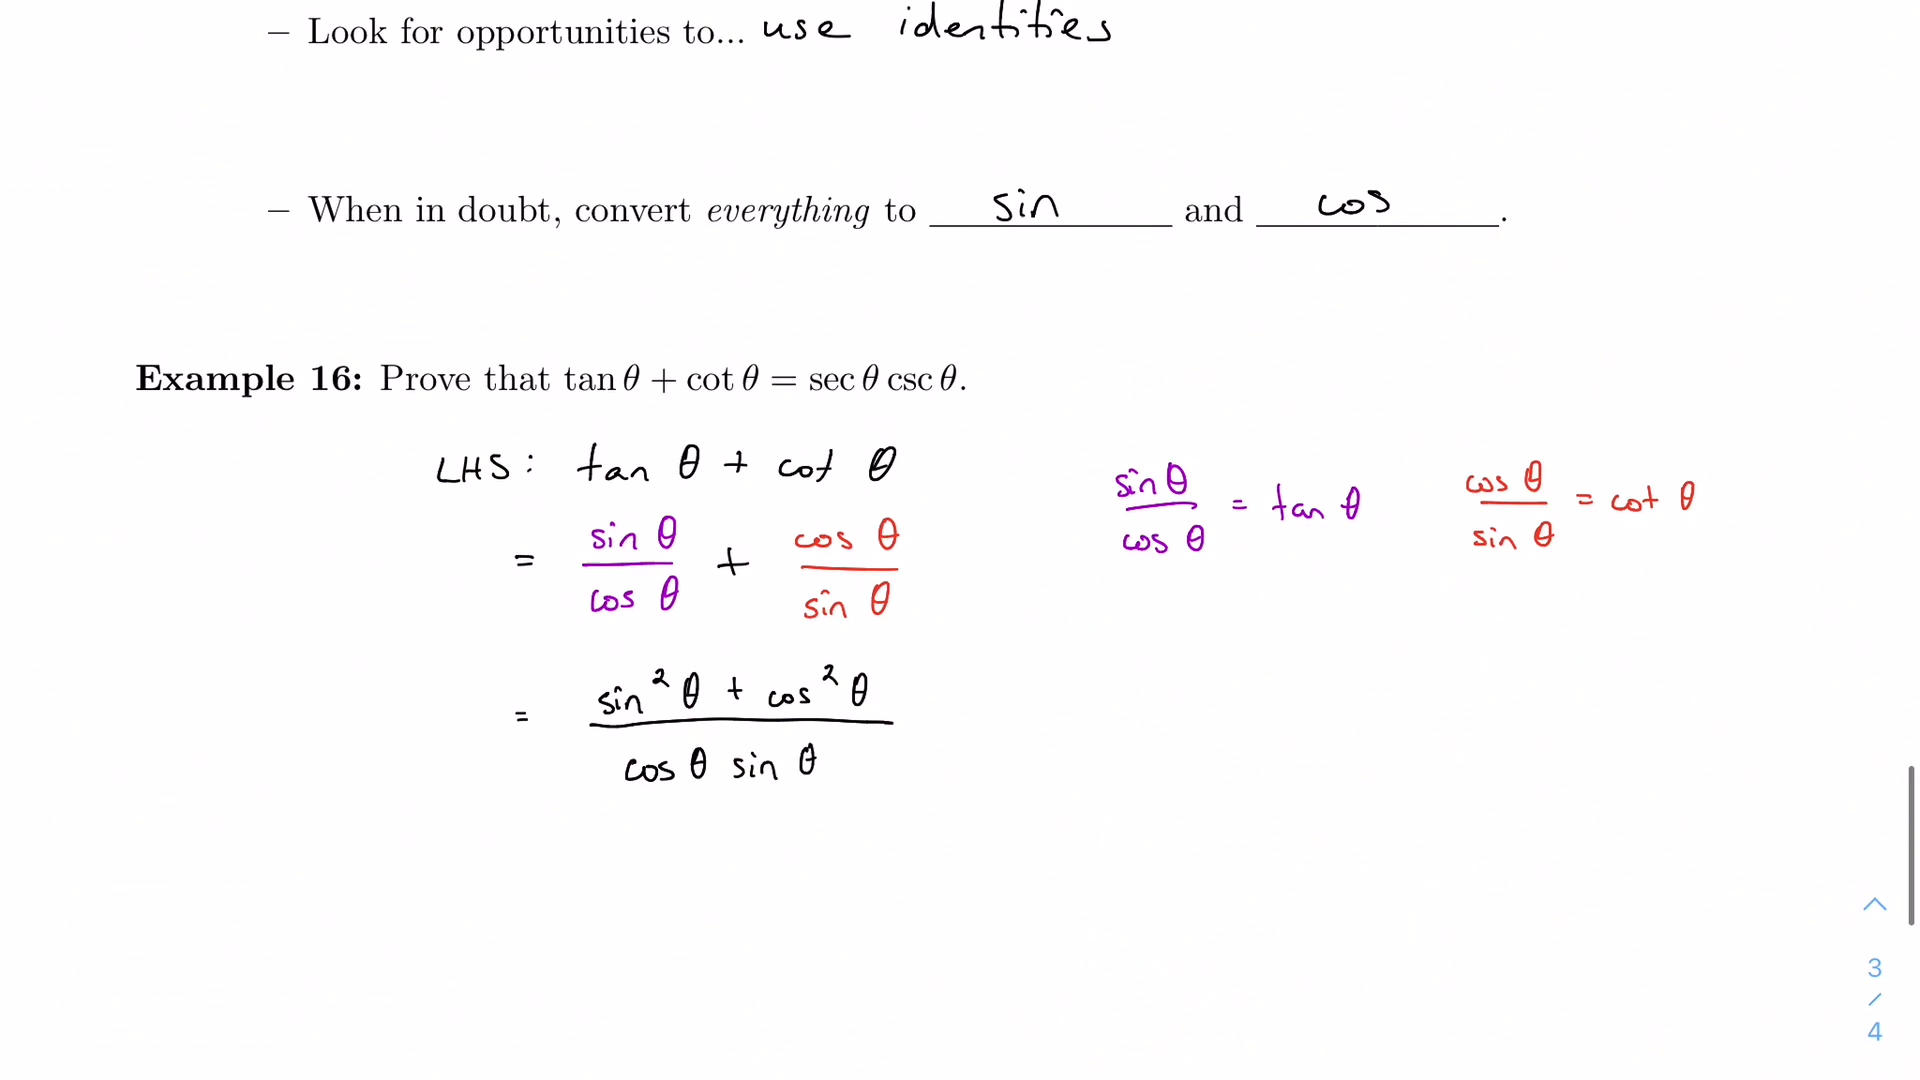 – Look for opportunities to... use identities
– When in doubt, convert everything to sin and cos.
Example 16: Prove that tan θ + cot θ = sec θ csc θ.
LHS: tan θ + cot θ
= sin θ / cos θ + cos θ / sin θ
sin θ / cos θ = tan θ
cos θ / sin θ = cot θ
= sin² θ + cos² θ / cos θ sin θ
3
/
4